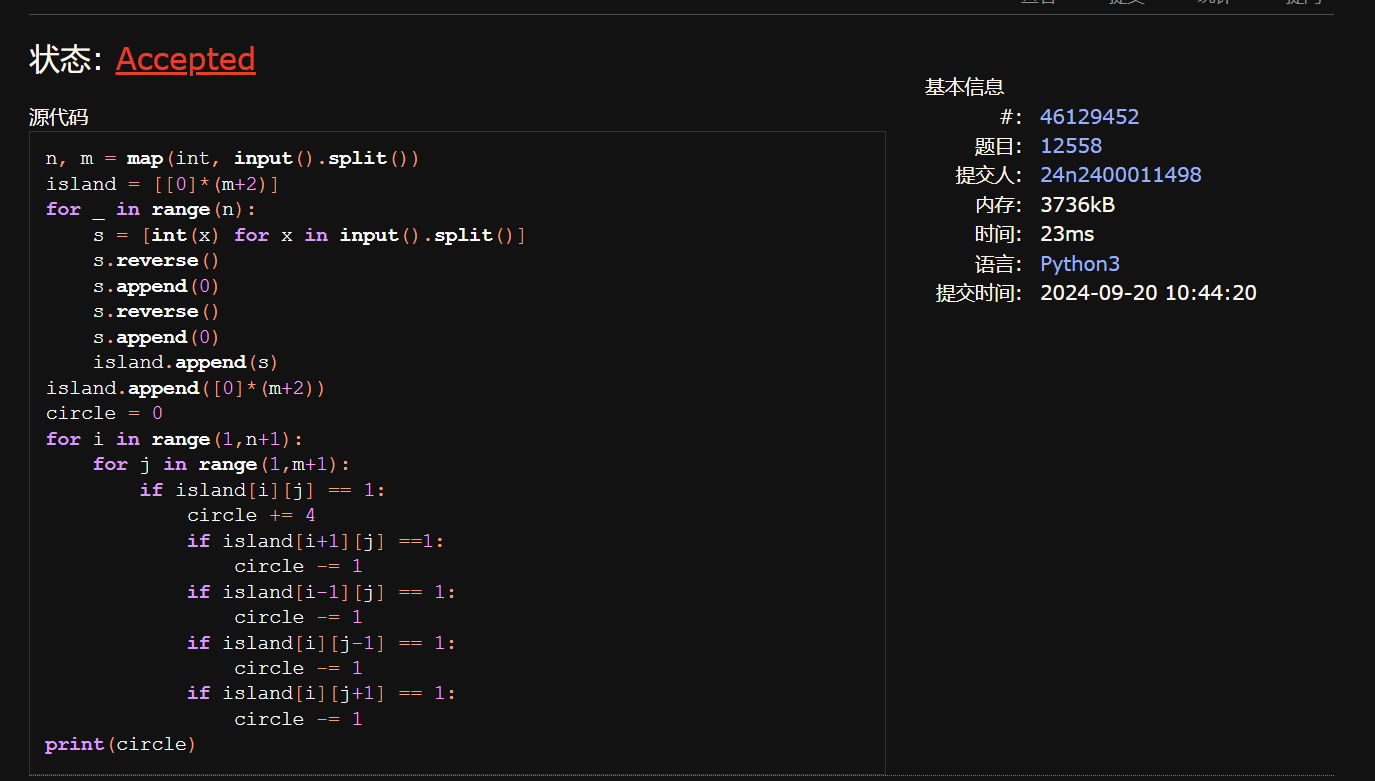 状态: Accepted
源代码
n, m = map(int, input().split())
island = [[0]*(m+2)]
for _ in range(n):
    s = [int(x) for x in input().split()]
    s.reverse()
    s.append(0)
    s.reverse()
    s.append(0)
    island.append(s)
island.append([0]*(m+2))
circle = 0
for i in range(1,n+1):
    for j in range(1,m+1):
        if island[i][j] == 1:
            circle += 4
            if island[i+1][j] ==1:
                circle -= 1
            if island[i-1][j] == 1:
                circle -= 1
            if island[i][j-1] == 1:
                circle -= 1
            if island[i][j+1] == 1:
                circle -= 1
print(circle)
基本信息
#: 46129452
题目: 12558
提交人: 24n2400011498
内存: 3736kB
时间: 23ms
语言: Python3
提交时间: 2024-09-20 10:44:20